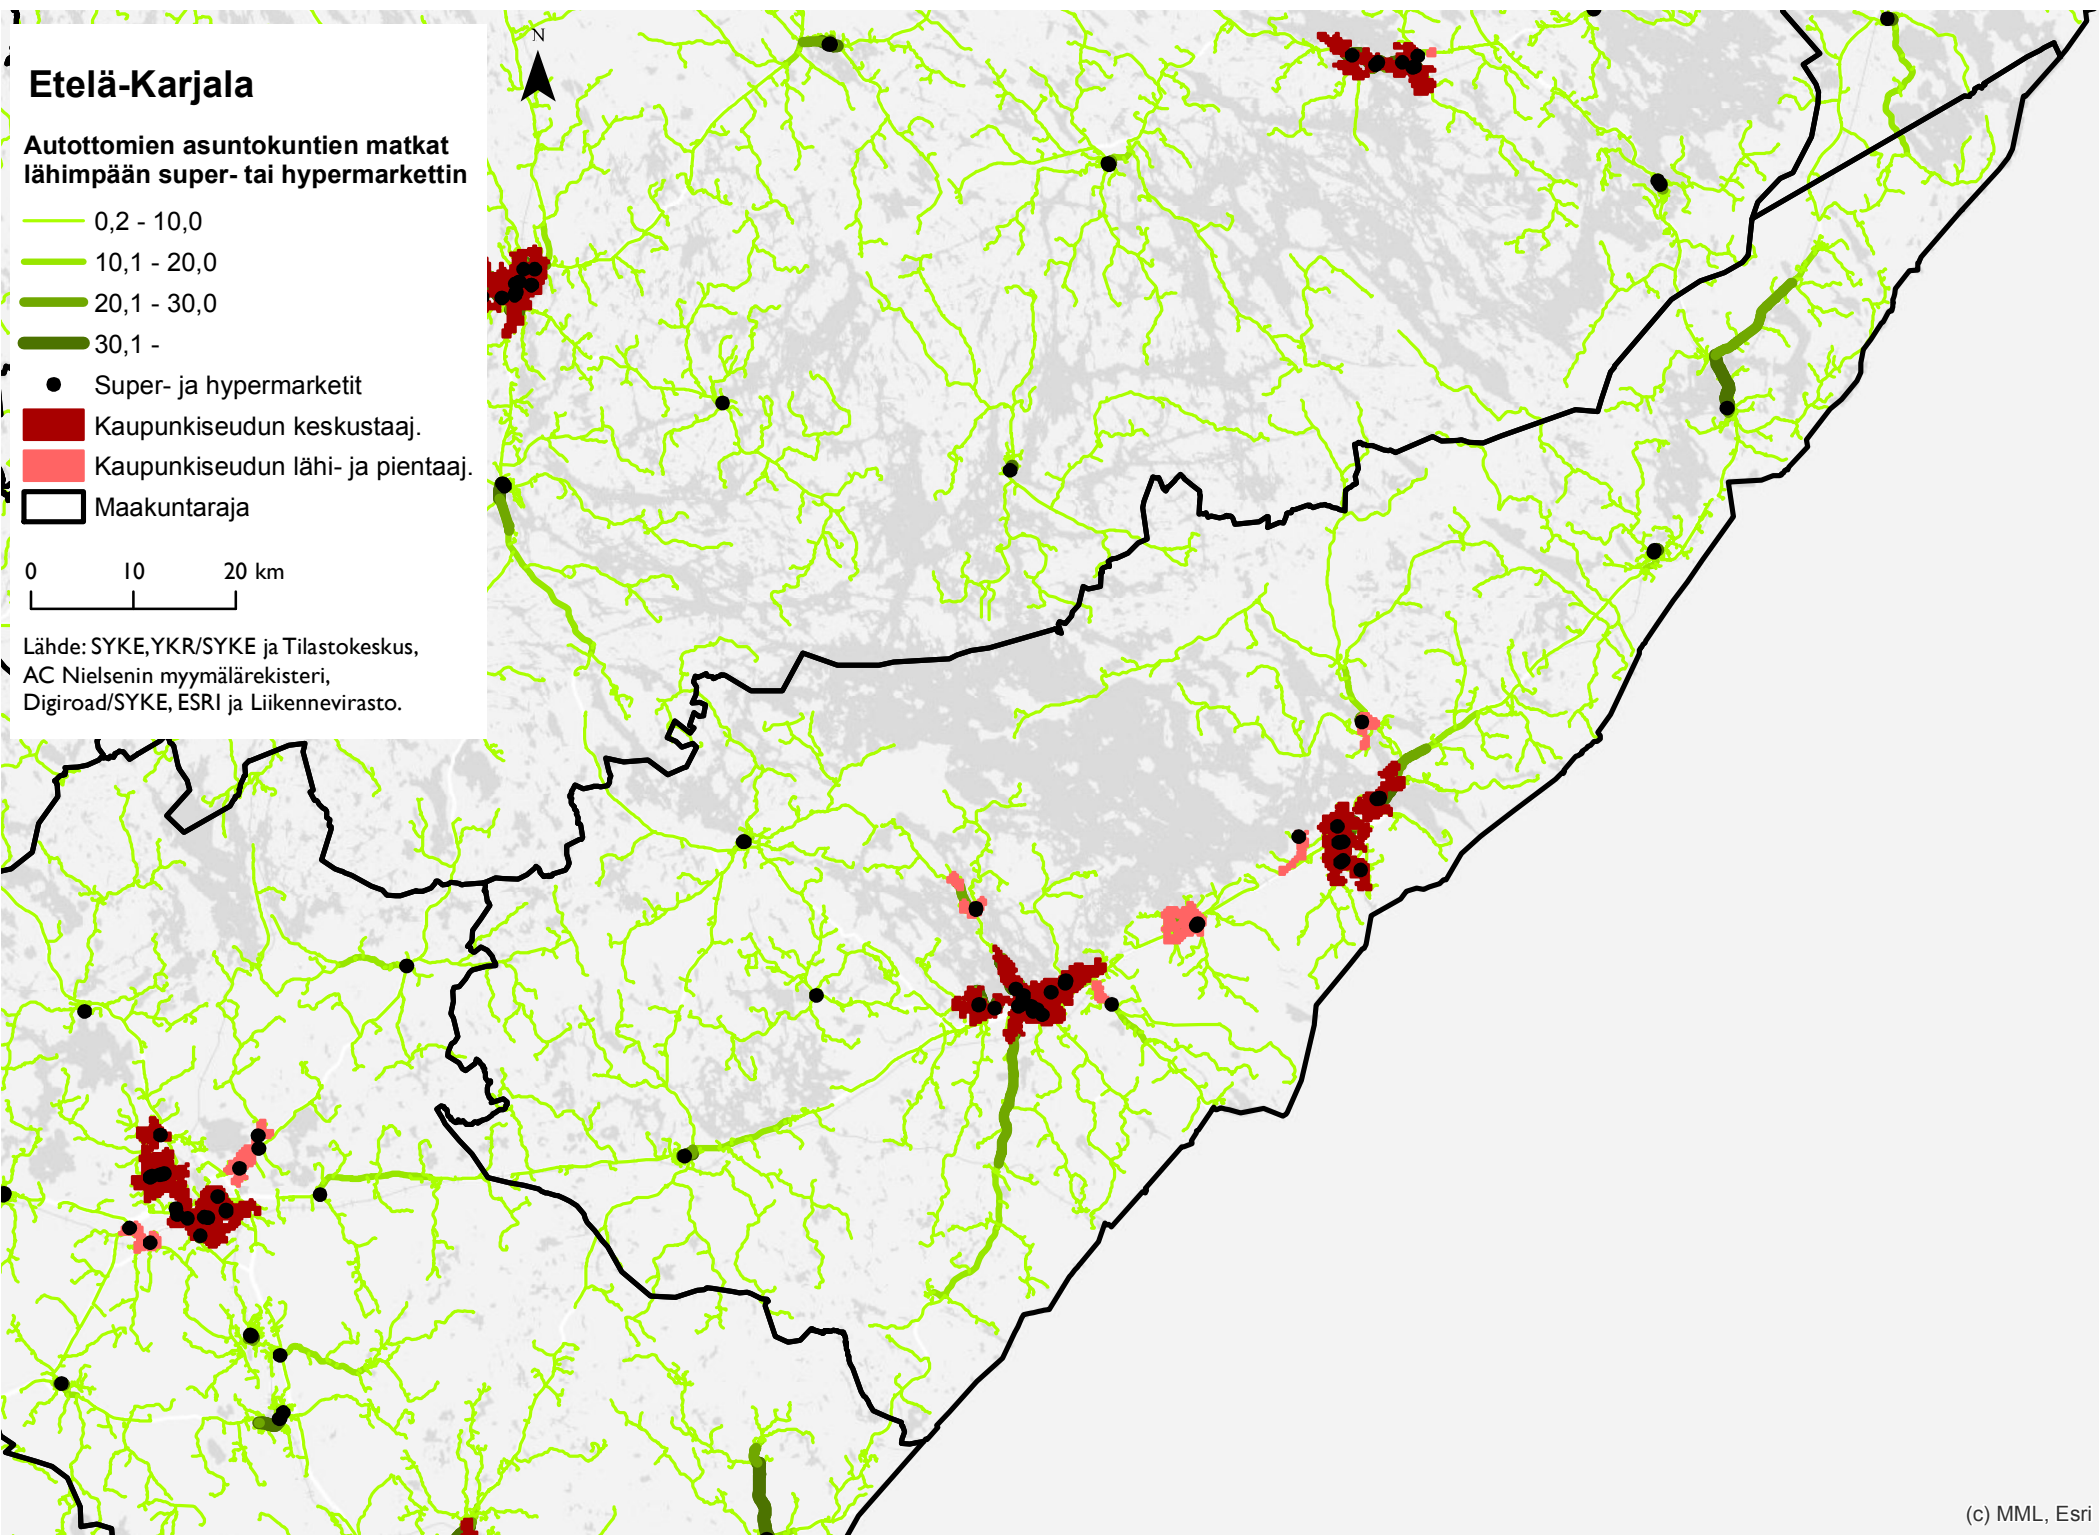 Etelä-Karjala
N
Autottomien asuntokuntien matkat
lähimpään super- tai hypermarkettin
0,2 - 10,0
10,1 - 20,0
20,1 - 30,0
30,1 -
Super- ja hypermarketit
Kaupunkiseudun keskustaaj.
Kaupunkiseudun lähi- ja pientaaj.
Maakuntaraja
0 10 20 km
Lähde: SYKE, YKR/SYKE ja Tilastokeskus,
AC Nielsenin myymälärekisteri,
Digiroad/SYKE, ESRI ja Liikennevirasto.
(c) MML, Esri